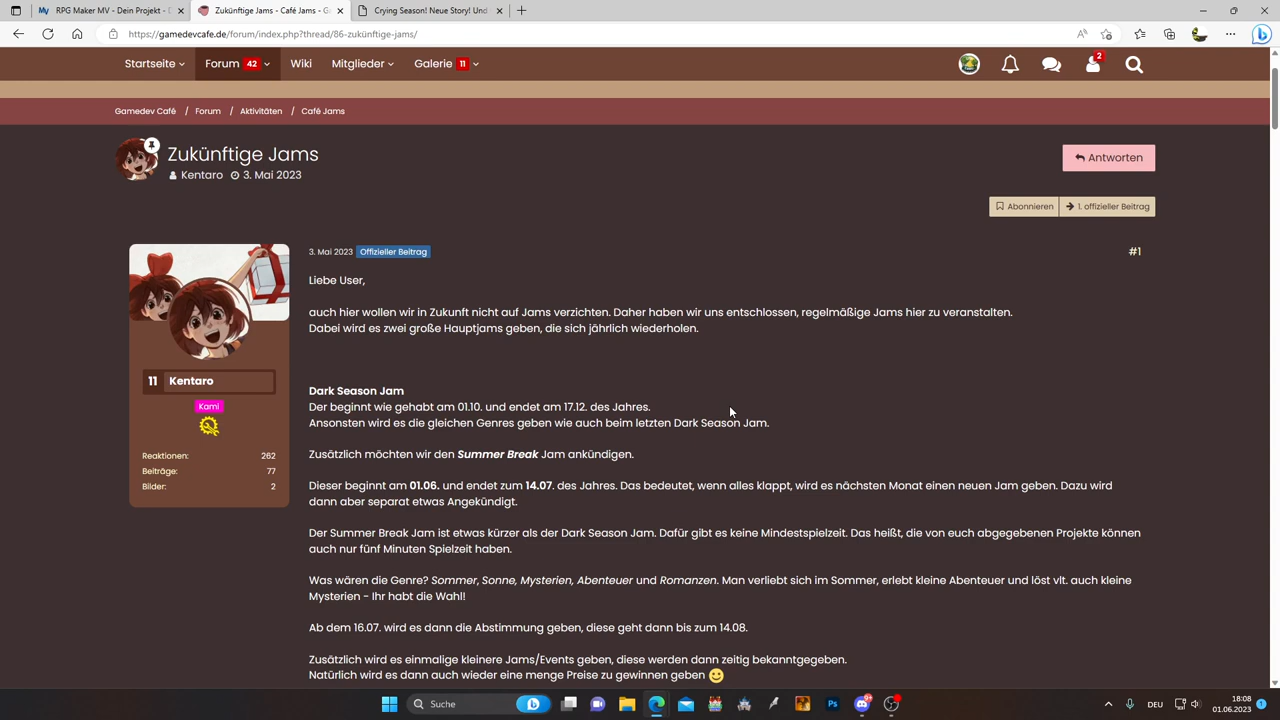 RPG Maker MV - Dein Projekt - D
Zukünftige Jams - Café Jams - Ga
Crying Season! Neue Story! Und
https://gamedevcafe.de/forum/index.php?thread/86-zukünftige-jams/
Startseite Forum 42 Wiki Mitglieder Galerie 11 2
Gamedev Café / Forum / Aktivitäten / Café Jams
Zukünftige Jams
Kentaro 3. Mai 2023
Antworten
Abonnieren 1. offizieller Beitrag
3. Mai 2023 Offizieller Beitrag #1
Liebe User,
auch hier wollen wir in Zukunft nicht auf Jams verzichten. Daher haben wir uns entschlossen, regelmäßige Jams hier zu veranstalten.
Dabei wird es zwei große Hauptjams geben, die sich jährlich wiederholen.
11 Kentaro
Kami
Reaktionen: 262
Beiträge: 77
Bilder: 2
Dark Season Jam
Der beginnt wie gehabt am 01.10. und endet am 17.12. des Jahres.
Ansonsten wird es die gleichen Genres geben wie auch beim letzten Dark Season Jam.
Zusätzlich möchten wir den Summer Break Jam ankündigen.
Dieser beginnt am 01.06. und endet zum 14.07. des Jahres. Das bedeutet, wenn alles klappt, wird es nächsten Monat einen neuen Jam geben. Dazu wird
dann aber separat etwas Angekündigt.
Der Summer Break Jam ist etwas kürzer als der Dark Season Jam. Dafür gibt es keine Mindestspielzeit. Das heißt, die von euch abgegebenen Projekte können
auch nur fünf Minuten Spielzeit haben.
Was wären die Genre? Sommer, Sonne, Mysterien, Abenteuer und Romanzen. Man verliebt sich im Sommer, erlebt kleine Abenteuer und löst vlt. auch kleine
Mysterien - Ihr habt die Wahl!
Ab dem 16.07. wird es dann die Abstimmung geben, diese geht dann bis zum 14.08.
Zusätzlich wird es einmalige kleinere Jams/Events geben, diese werden dann zeitig bekanntgegeben.
Natürlich wird es dann auch wieder eine menge Preise zu gewinnen geben
Suche
DEU
18:08
01.06.2023